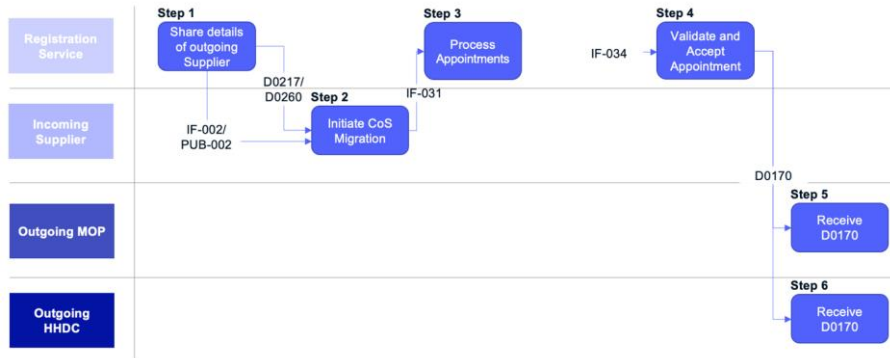 Step 1
Step 3
Step 4
Registration
Service
Share details
of outgoing
Supplier
Process
Appointments
IF-034
Validate and
Accept
Appointment
D0217/
D0260
Step 2
IF-031
Incoming
Supplier
IF-002/
PUB-002
Initiate CoS
Migration
D0170
Step 5
Outgoing MOP
Receive
D0170
Step 6
Outgoing
HHDC
Receive
D0170